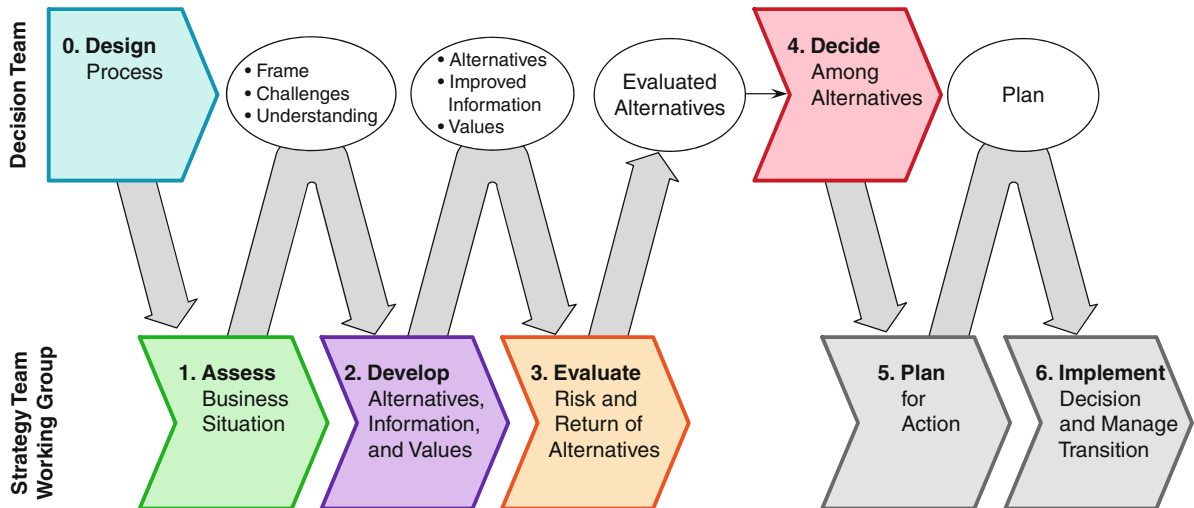 Decision Team
0. Design
Process
• Frame
• Challenges
• Understanding
• Alternatives
• Improved
Information
• Values
Evaluated
Alternatives
4. Decide
Among
Alternatives
Plan
Strategy Team
Working Group
1. Assess
Business
Situation
2. Develop
Alternatives,
Information,
and Values
3. Evaluate
Risk and
Return of
Alternatives
5. Plan
for
Action
6. Implement
Decision
and Manage
Transition